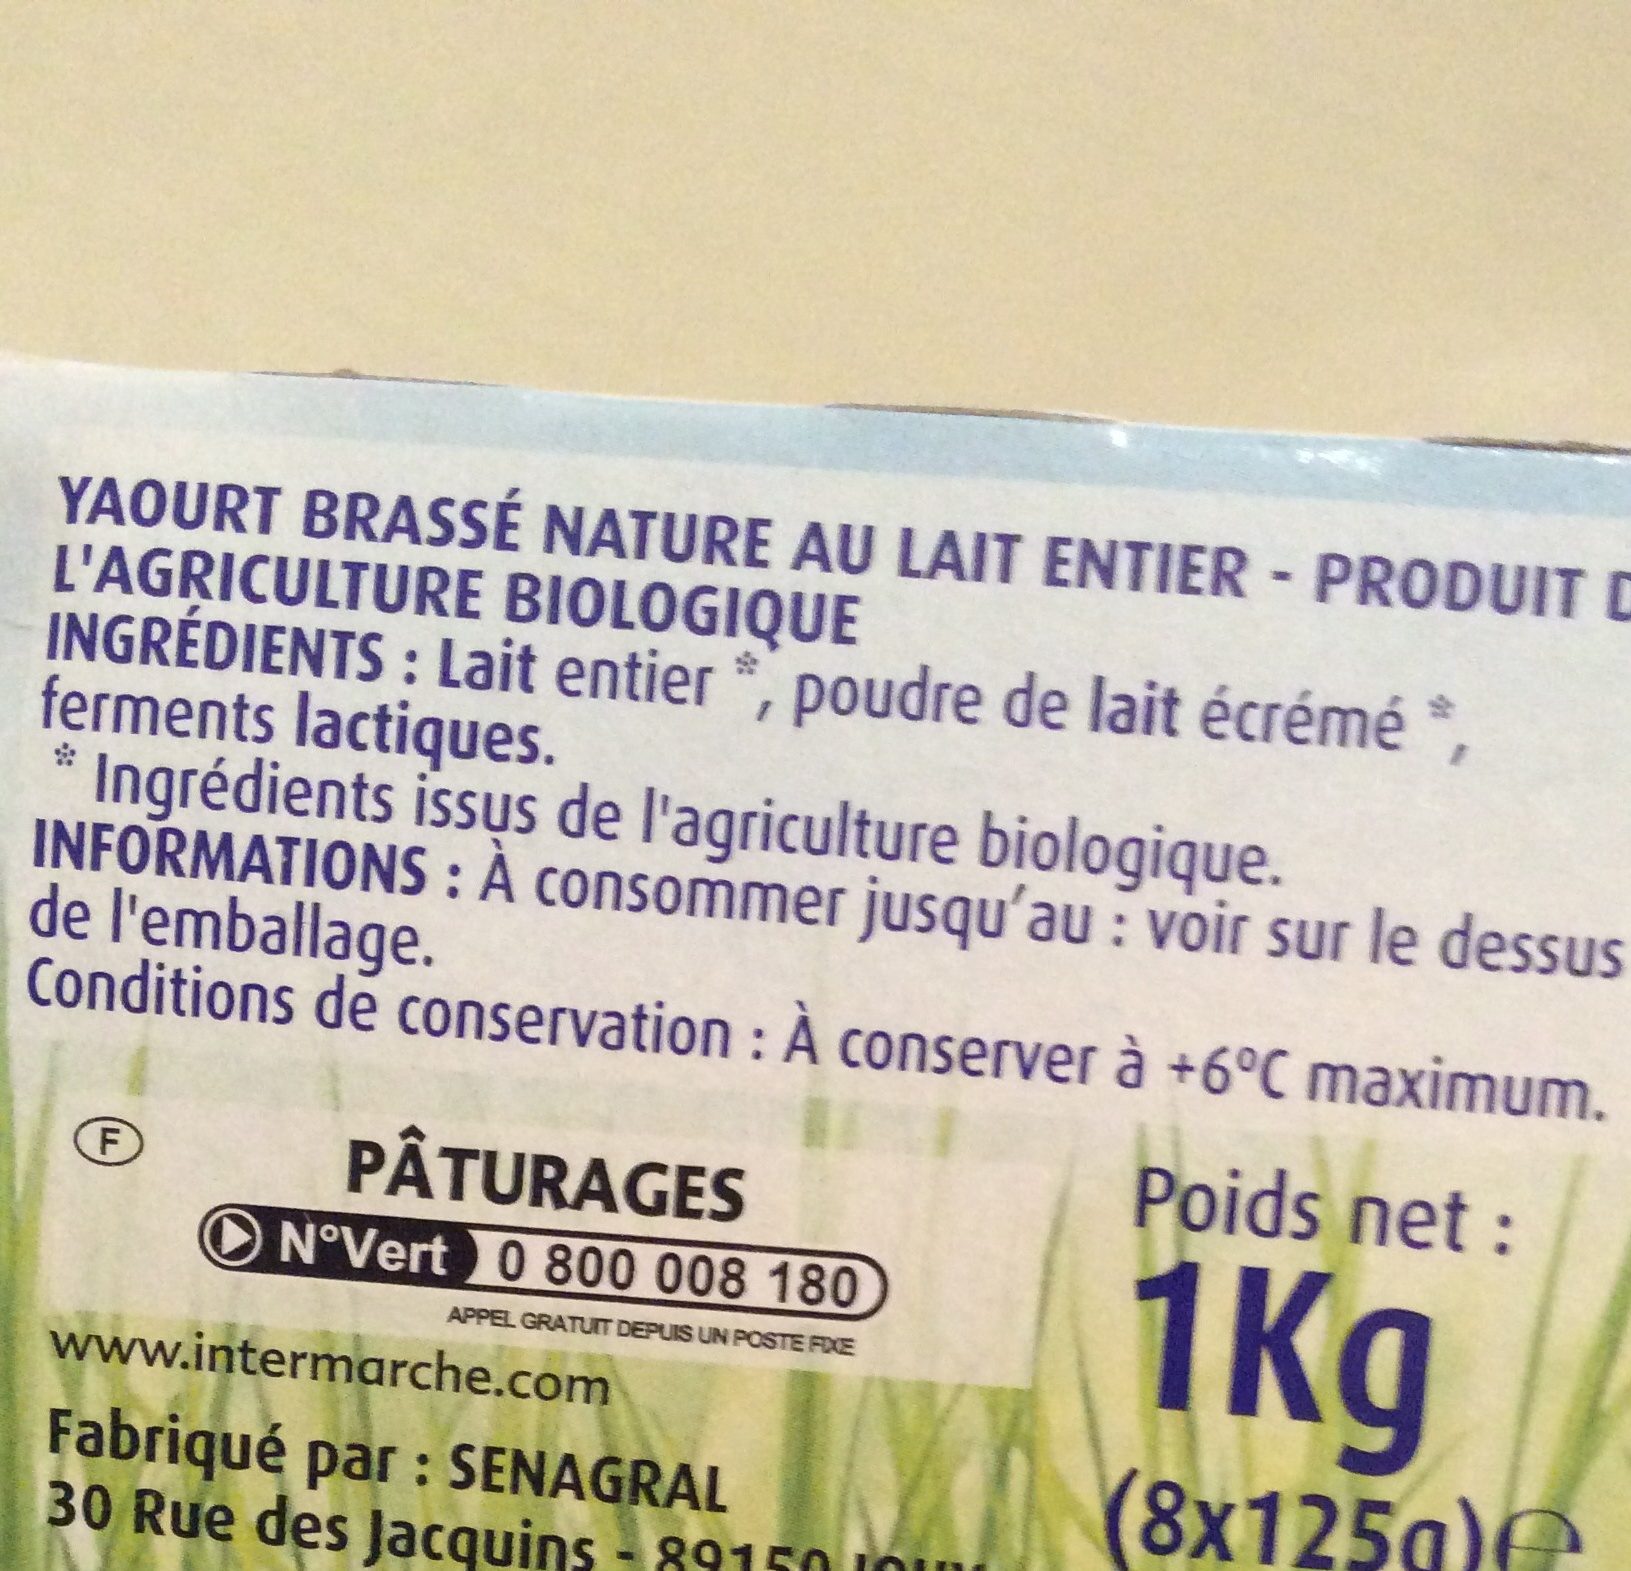 YAOURT BRASSÉ NATURE AU LAIT ENTIER - PRODUIT
L'AGRICULTURE BIOLOGIQUE
INGRÉDIENTS : Lait entier *, poudre de lait écrémé *,
ferments lactiques.
* Ingrédients issus de l'agriculture biologique.
INFORMATIONS : À consommer jusqu'au : voir sur le dessus
de l'emballage.
Conditions de conservation : À conserver à +6°C maximum.
F
PÂTURAGES
N°Vert 0 800 008 180
APPEL GRATUIT DEPUIS UN POSTE FIXE
www.intermarche.com
Fabriqué par : SENAGRAL
30 Rue des Jacquins - 89150 JOUY
Poids net :
1Kg
(8x125g) ℮